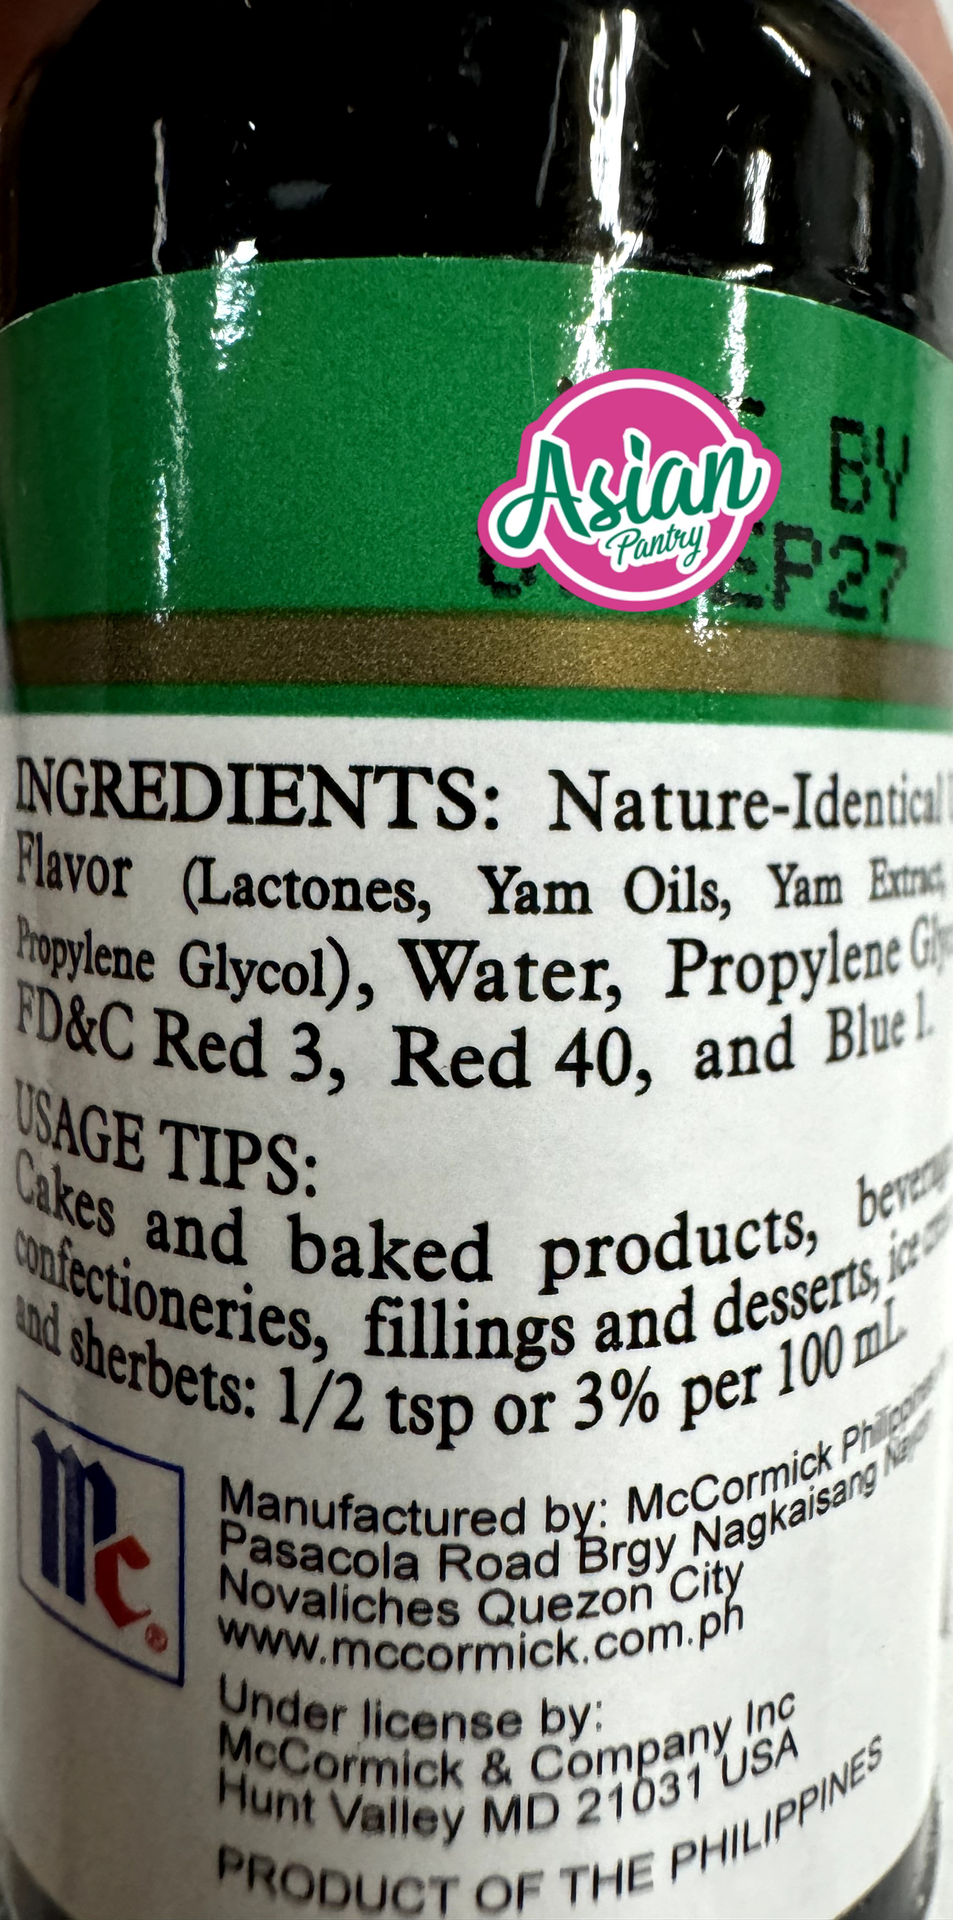 Asian
Pantry
BY
EP27
INGREDIENTS: Nature-Identical
Flavor (Lactones, Yam Oils, Yam Extract,
Propylene Glycol), Water, Propylene
FD&C Red 3, Red 40, and Blue 1.
USAGE TIPS:
Cakes and baked products,
confectioneries, fillings and desserts, ice
and sherbets: 1/2 tsp or 3% per 100 mL.
mc®
Manufactured by: McCormick Philippines
Pasacola Road Brgy Nagkaisang
Novaliches Quezon City
www.mccormick.com.ph
Under license by:
McCormick & Company Inc
Hunt Valley MD 21031 USA
PRODUCT OF THE PHILIPPINES